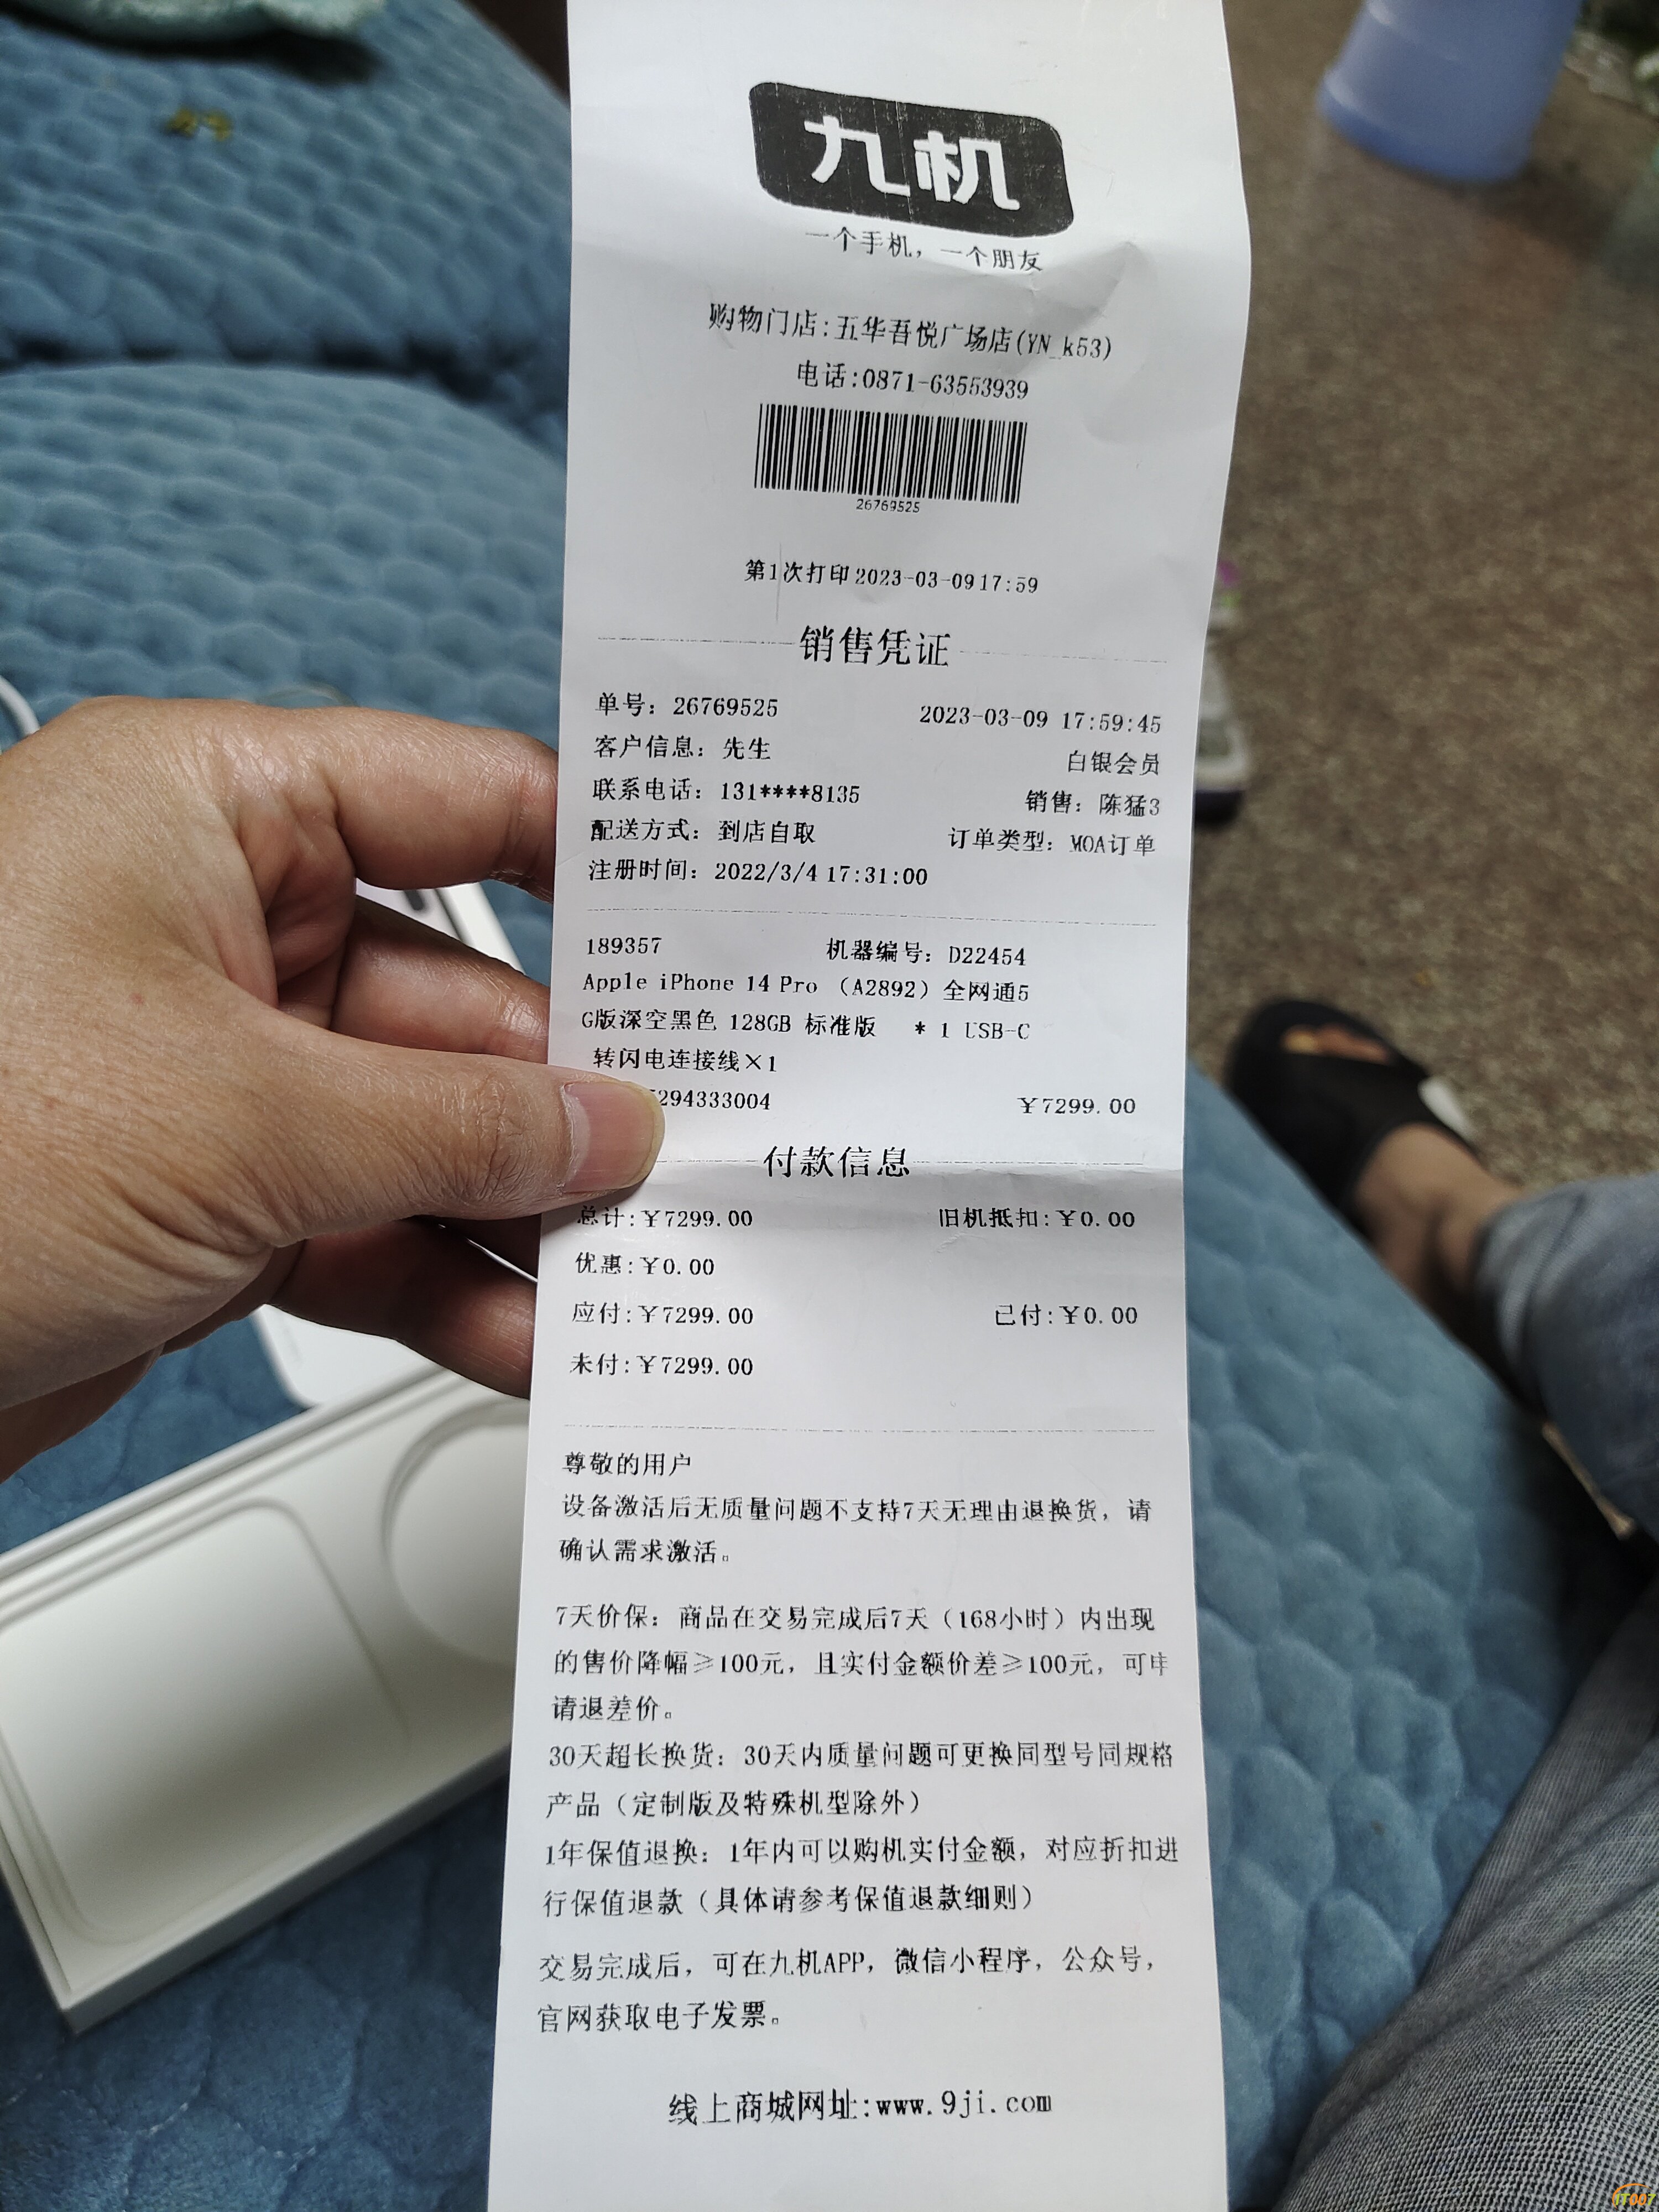 九机
一个手机，一个朋友
购物门店:五华吾悦广场店(YN_k53)
电话:0871-63553939
26769525
第1次打印2023-03-0917:59
销售凭证
单号：26769525 2023-03-09 17:59:45
客户信息：先生 白银会员
联系电话：131****8135 销售：陈猛3
配送方式：到店自取 订单类型：MOA订单
注册时间：2022/3/4 17:31:00
189357 机器编号：D22454
Apple iPhone 14 Pro （A2892）全网通5
G版深空黑色 128GB 标准版 * 1 USB-C
转闪电连接线×1
294333004 ￥7299.00
付款信息
总计:￥7299.00 旧机抵扣:￥0.00
优惠:￥0.00
应付:￥7299.00 已付:￥0.00
未付:￥7299.00
尊敬的用户
设备激活后无质量问题不支持7天无理由退换货，请
确认需求激活。
7天价保：商品在交易完成后7天（168小时）内出现
的售价降幅≥100元，且实付金额价差≥100元，可申
请退差价。
30天超长换货：30天内质量问题可更换同型号同规格
产品（定制版及特殊机型除外）
1年保值退换：1年内可以购机实付金额，对应折扣进
行保值退款（具体请参考保值退款细则）
交易完成后，可在九机APP，微信小程序，公众号，
官网获取电子发票。
线上商城网址:www.9ji.com
IT007